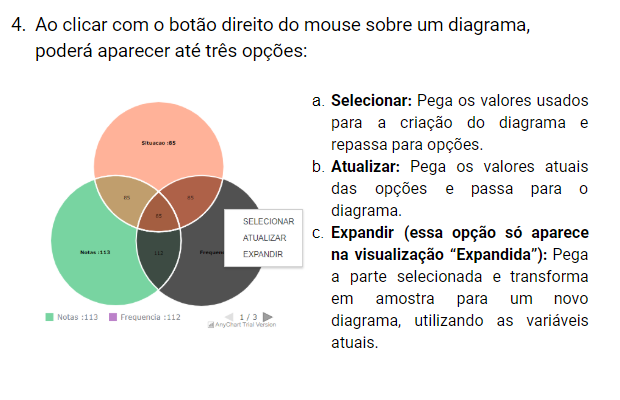 4. Ao clicar com o botão direito do mouse sobre um diagrama,
poderá aparecer até três opções:
a. Selecionar: Pega os valores usados
para a criação do diagrama e
repassa para opções.
b. Atualizar: Pega os valores atuais
das opções e passa para o
diagrama.
c. Expandir (essa opção só aparece
na visualização “Expandida”): Pega
a parte selecionada e transforma
em amostra para um novo
diagrama, utilizando as variáveis
atuais.
Situacao :85
85
65
85
Notas :113
112
Frequen
SELECIONAR
ATUALIZAR
EXPANDIR
Notas :113 Frequencia :112
1 / 3
AnyChart Trial Version